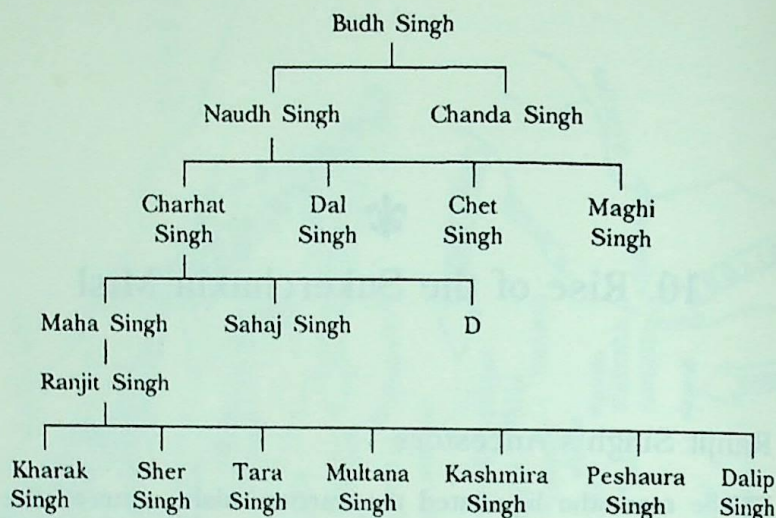 Budh Singh
Naudh Singh Chanda Singh
Charhat Dal Chet Maghi
Singh Singh Singh Singh
Maha Singh Sahaj Singh D
Ranjit Singh
Kharak Sher Tara Multana Kashmira Peshaura Dalip
Singh Singh Singh Singh Singh Singh Singh